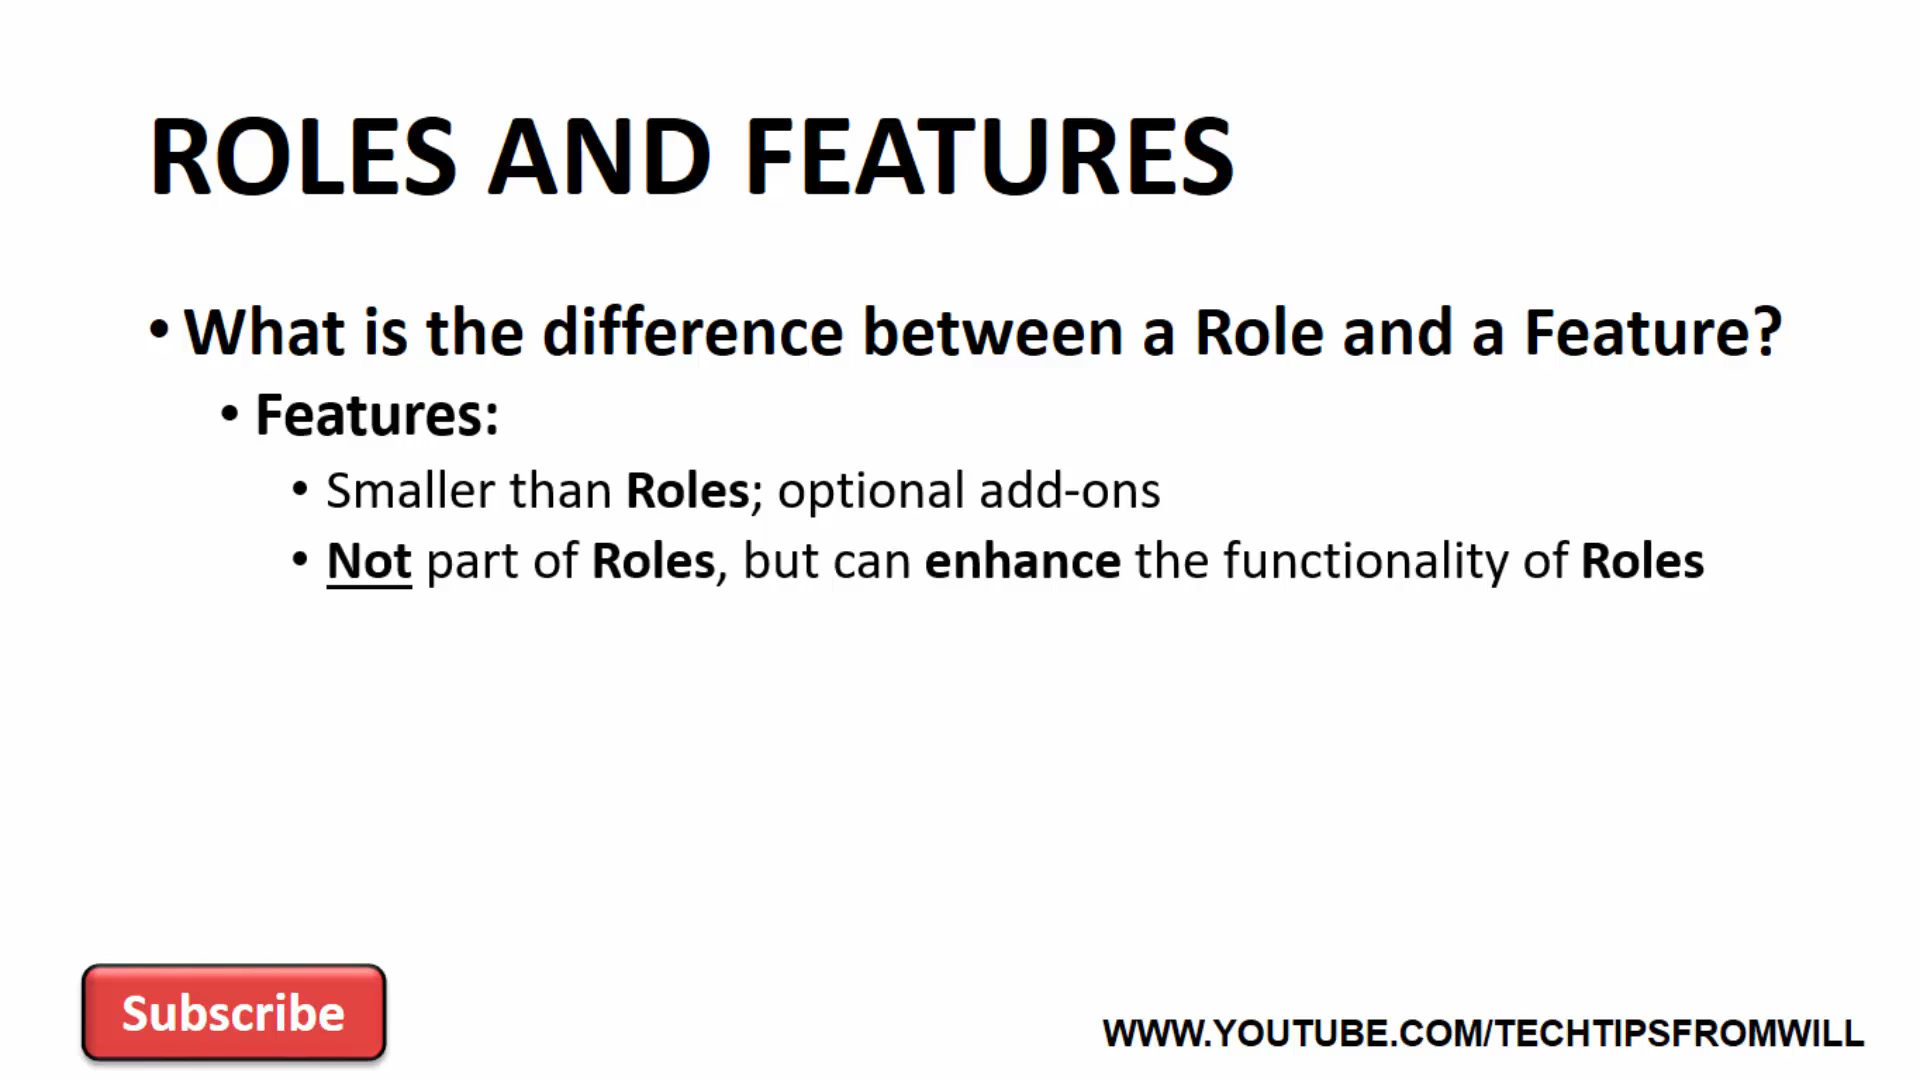 ROLES AND FEATURES
• What is the difference between a Role and a Feature?
• Features:
• Smaller than Roles; optional add-ons
• Not part of Roles, but can enhance the functionality of Roles
Subscribe
WWW.YOUTUBE.COM/TECHTIPSFROMWILL